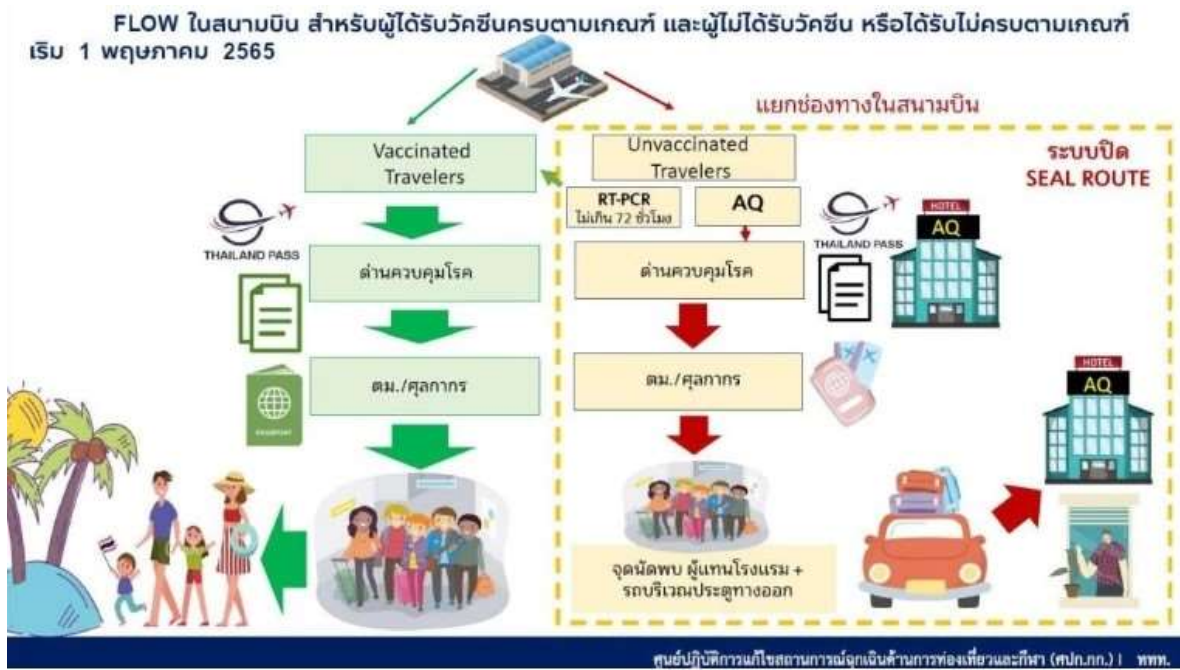 FLOW ในสนามบิน สำหรับผู้ได้รับวัคซีนครบตามเกณฑ์ และผู้ไม่ได้รับวัคซีน หรือได้รับไม่ครบตามเกณฑ์
เริ่ม 1 พฤษภาคม 2565
แยกช่องทางในสนามบิน
Vaccinated
Travelers
Unvaccinated
Travelers
ระบบปิด
SEAL ROUTE
RT-PCR
ไม่เกิน 72 ชั่วโมง
AQ
THAILAND PASS
ด่านควบคุมโรค
ด่านควบคุมโรค
THAILAND PASS
HOTEL
AQ
PASSPORT
ตม./ศุลกากร
ตม./ศุลกากร
HOTEL
AQ
จุดนัดพบ ผู้แทนโรงแรม +
รถบริเวณประตูทางออก
ศูนย์ปฏิบัติการแก้ไขสถานการณ์ฉุกเฉินด้านการท่องเที่ยวและกีฬา (ศปก.กก.) | ททท.